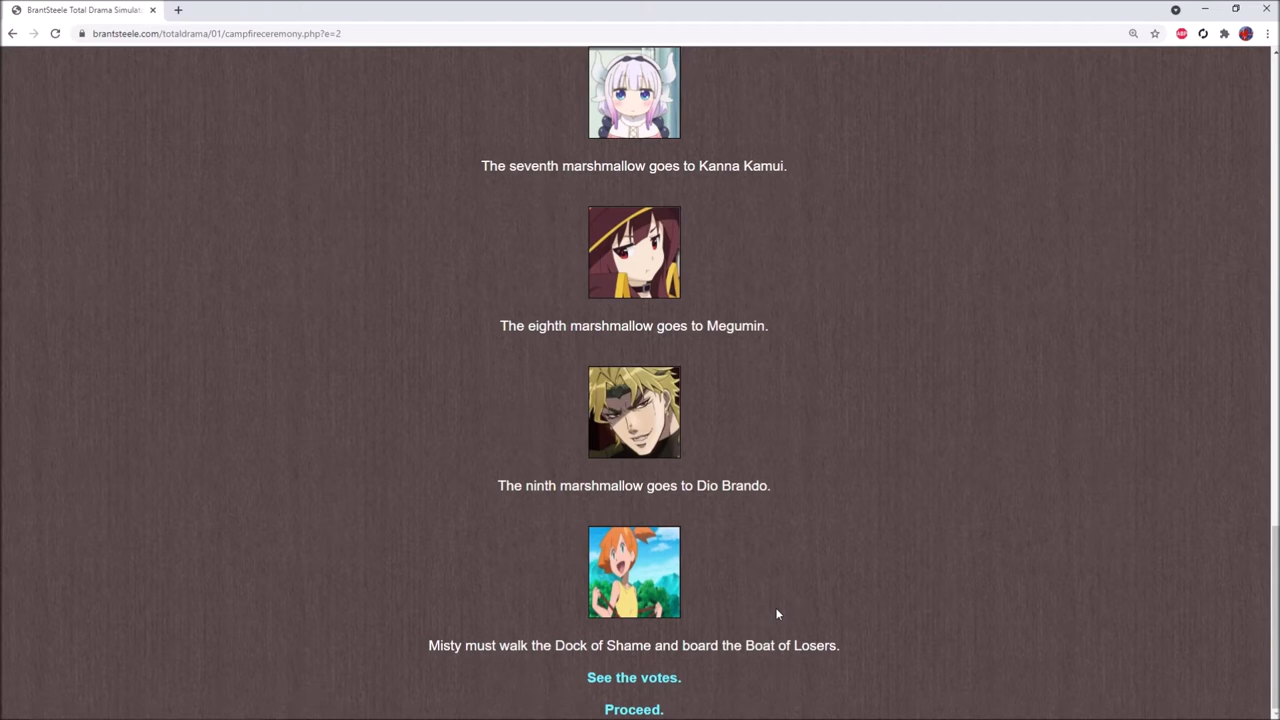 BrantSteele Total Drama Simulat
brantsteele.com/totaldrama/01/campfireceremony.php?e=2
ABP
The seventh marshmallow goes to Kanna Kamui.
The eighth marshmallow goes to Megumin.
The ninth marshmallow goes to Dio Brando.
Misty must walk the Dock of Shame and board the Boat of Losers.
See the votes.
Proceed.